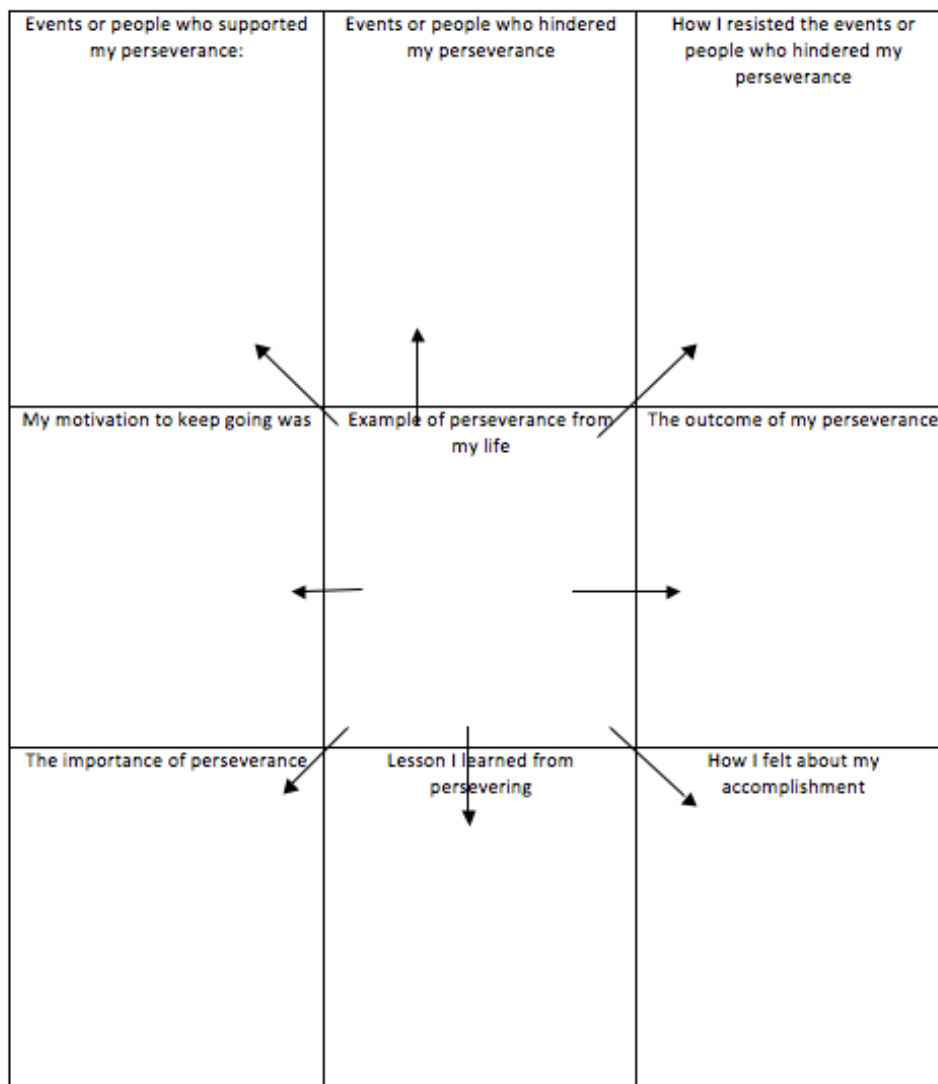 Events or people who supported
my perseverance:
Events or people who hindered
my perseverance
How I resisted the events or
people who hindered my
perseverance
My motivation to keep going was
Example of perseverance from
my life
The outcome of my perseverance
The importance of perseverance
Lesson I learned from
persevering
How I felt about my
accomplishment